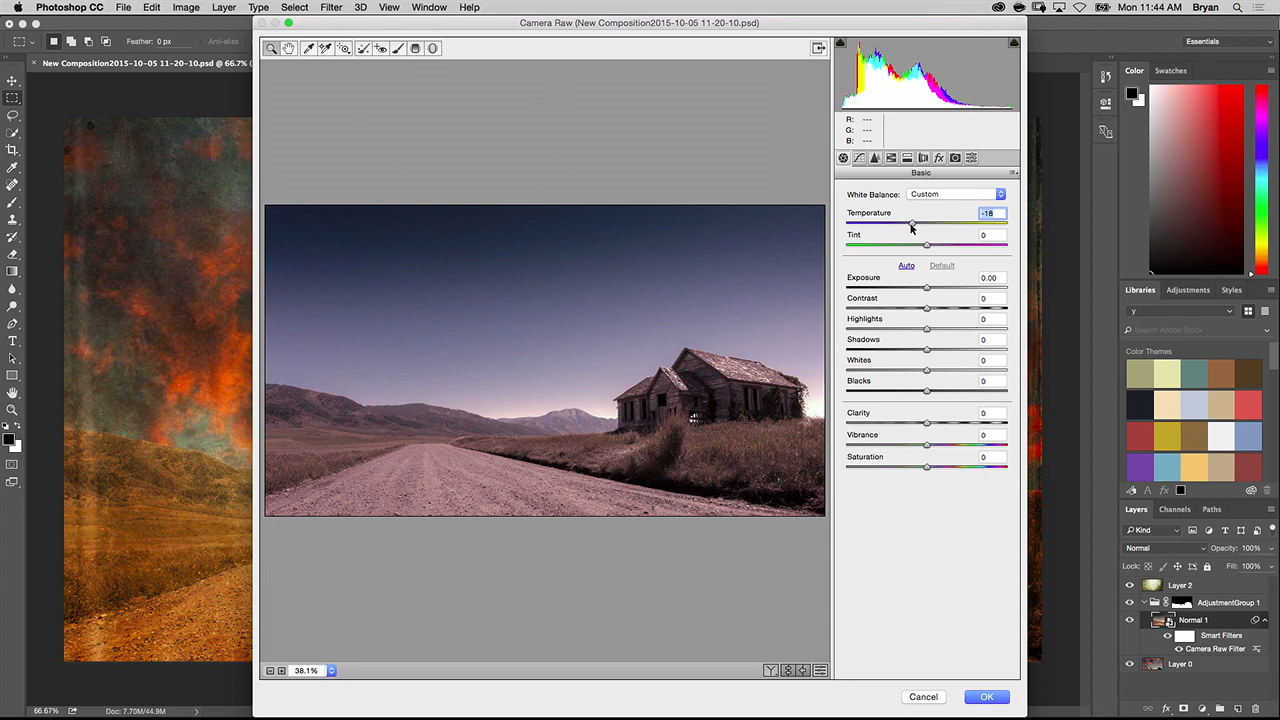 Photoshop CC File Edit Image Layer Type Select Filter 3D View Window Help Mon 11:44 AM Bryan
Camera Raw (New Composition2015-10-05 11-20-10.psd)
Feather: 0 px Anti-alias Essentials
New Composition2015-10-05 11-20-10.psd @ 66.7% (
Color Swatches
R: ---
G: ---
B: ---
Basic
White Balance: Custom
Temperature -18
Tint 0
Auto Default
Exposure 0.00
Contrast 0
Highlights 0
Shadows 0
Whites 0
Blacks 0
Clarity 0
Vibrance 0
Saturation 0
Libraries Adjustments Styles
y
Search Adobe Stock
Color Themes
Layers Channels Paths
Kind
Normal Opacity: 100%
Lock: Fill: 100%
Layer 2
AdjustmentGroup 1
Normal 1
Smart Filters
Camera Raw Filter
Layer 0
38.1%
Cancel OK
66.67% Doc: 7.70M/44.9M